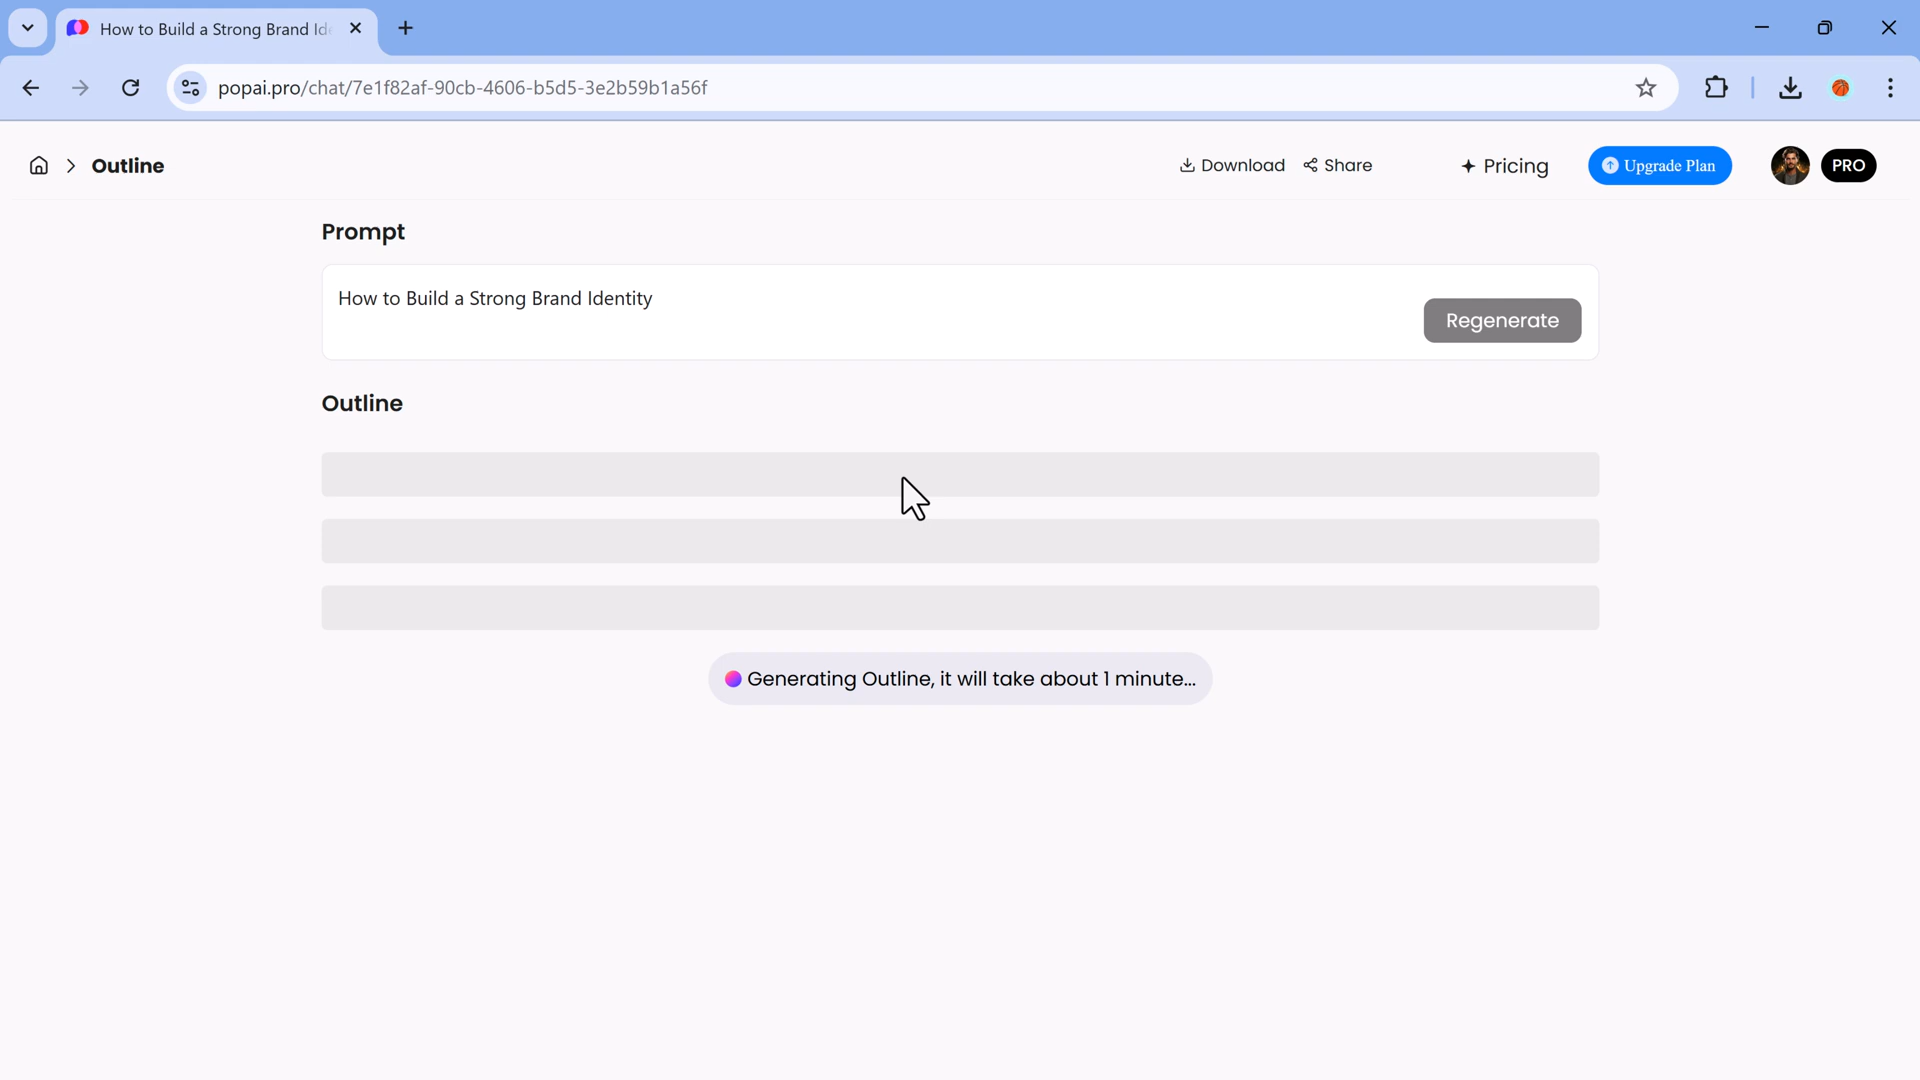 How to Build a Strong Brand Id
popai.pro/chat/7e1f82af-90cb-4606-b5d5-3e2b59b1a56f
Outline
Download
Share
Pricing
Upgrade Plan
PRO
Prompt
How to Build a Strong Brand Identity
Regenerate
Outline
Generating Outline, it will take about 1 minute...